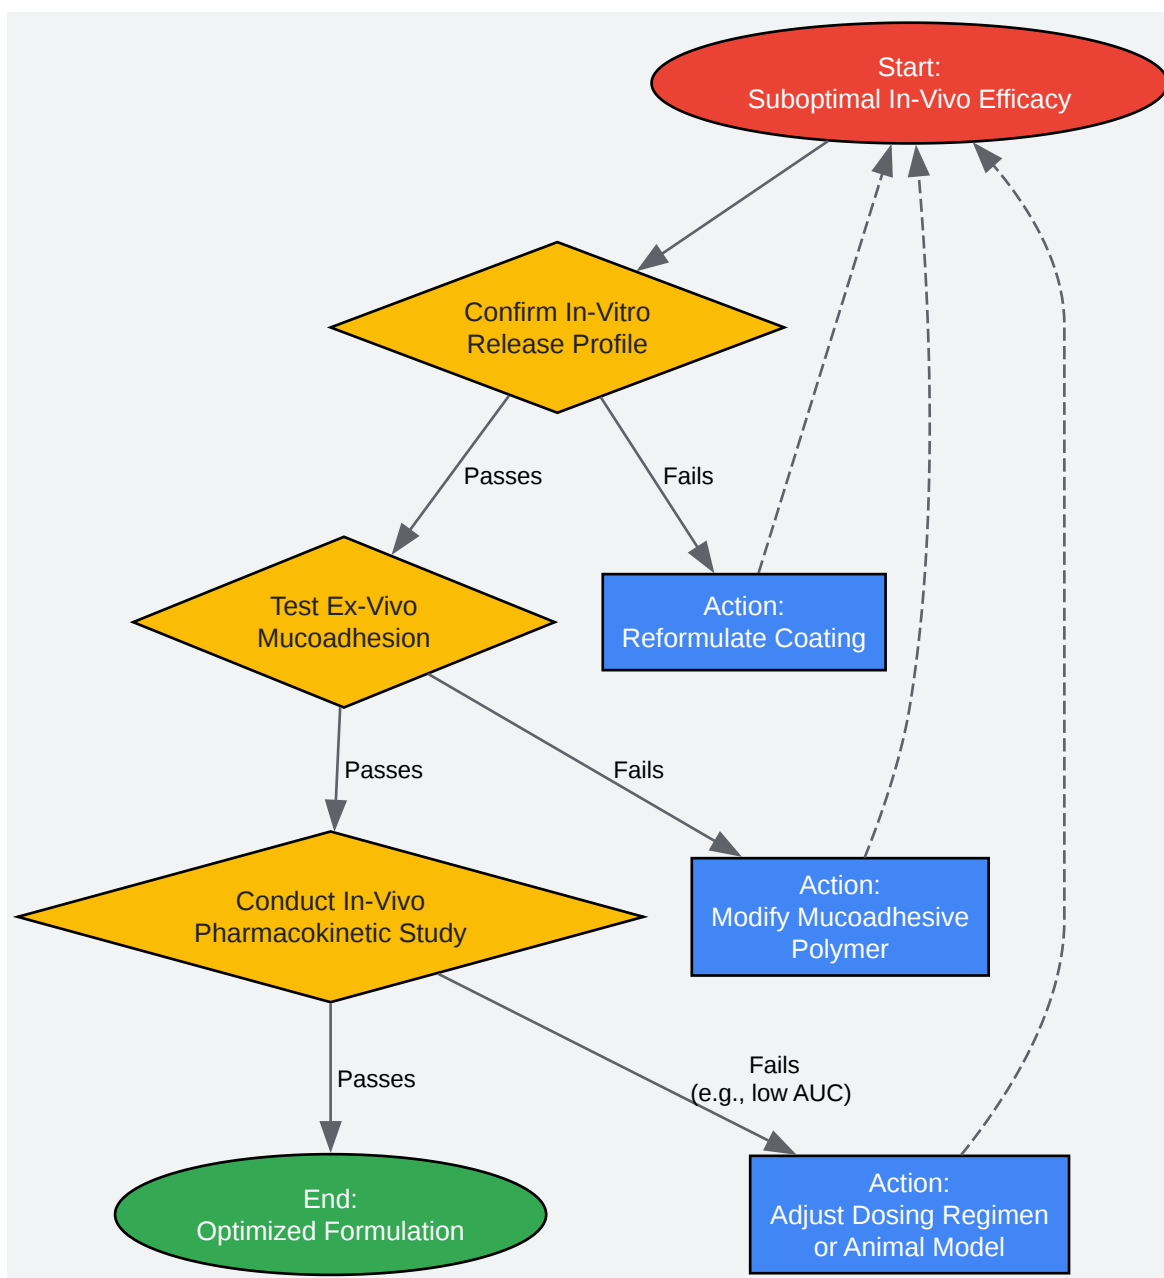 Start:
Suboptimal In-Vivo Efficacy
Confirm In-Vitro
Release Profile
Passes
Fails
Test Ex-Vivo
Mucoadhesion
Action:
Reformulate Coating
Passes
Fails
Conduct In-Vivo
Pharmacokinetic Study
Action:
Modify Mucoadhesive
Polymer
Passes
Fails
(e.g., low AUC)
End:
Optimized Formulation
Action:
Adjust Dosing Regimen
or Animal Model